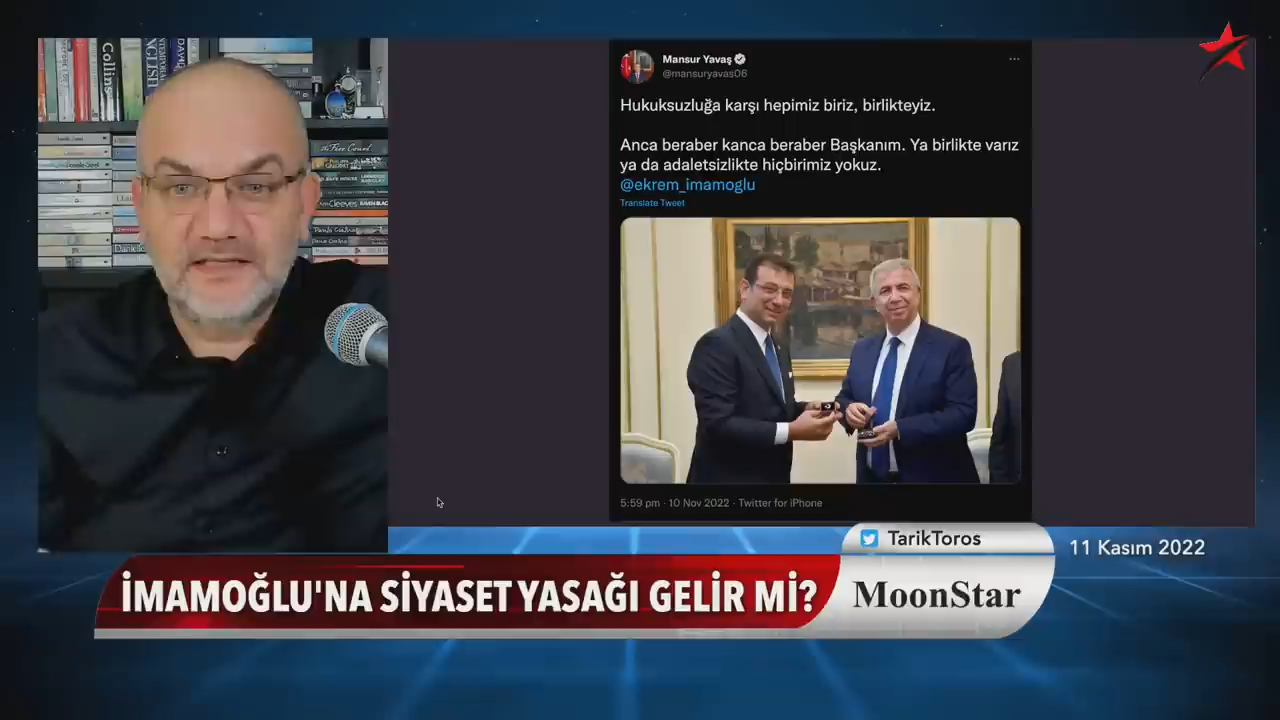 Collins
ENGLISH
Mansur Yavaş
@mansuryavas06
Hukuksuzluğa karşı hepimiz biriz, birlikteyiz.
Anca beraber kanca beraber Başkanım. Ya birlikte varız
ya da adaletsizlikte hiçbirimiz yokuz.
@ekrem_imamoglu
Translate Tweet
5:59 pm · 10 Nov 2022 · Twitter for iPhone
TarikToros
11 Kasım 2022
İMAMOĞLU'NA SİYASET YASAĞI GELİR Mİ?
MoonStar